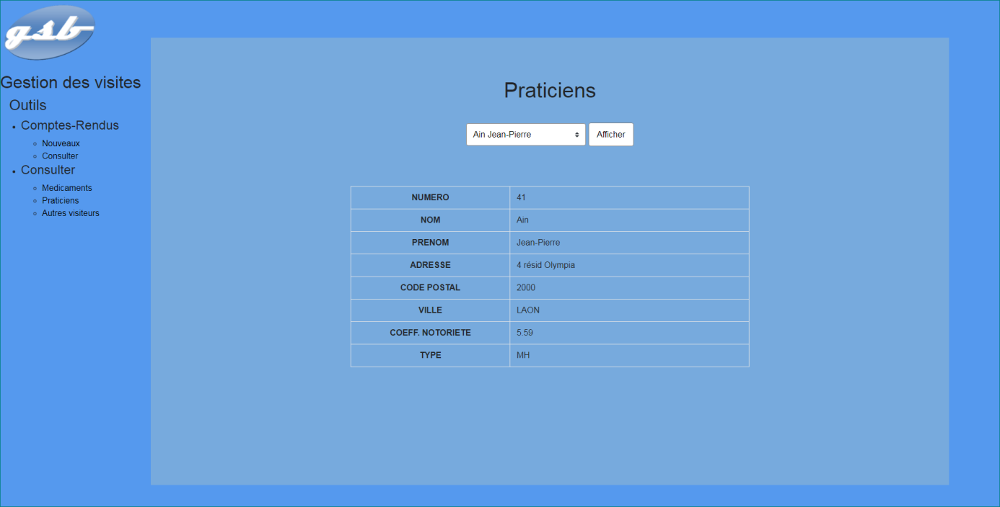 gsb
Gestion des visites
Outils
Comptes-Rendus
Nouveaux
Consulter
Consulter
Medicaments
Praticiens
Autres visiteurs
Praticiens
Ain Jean-Pierre Afficher
NUMERO 41
NOM Ain
PRENOM Jean-Pierre
ADRESSE 4 résid Olympia
CODE POSTAL 2000
VILLE LAON
COEFF. NOTORIETE 5.59
TYPE MH